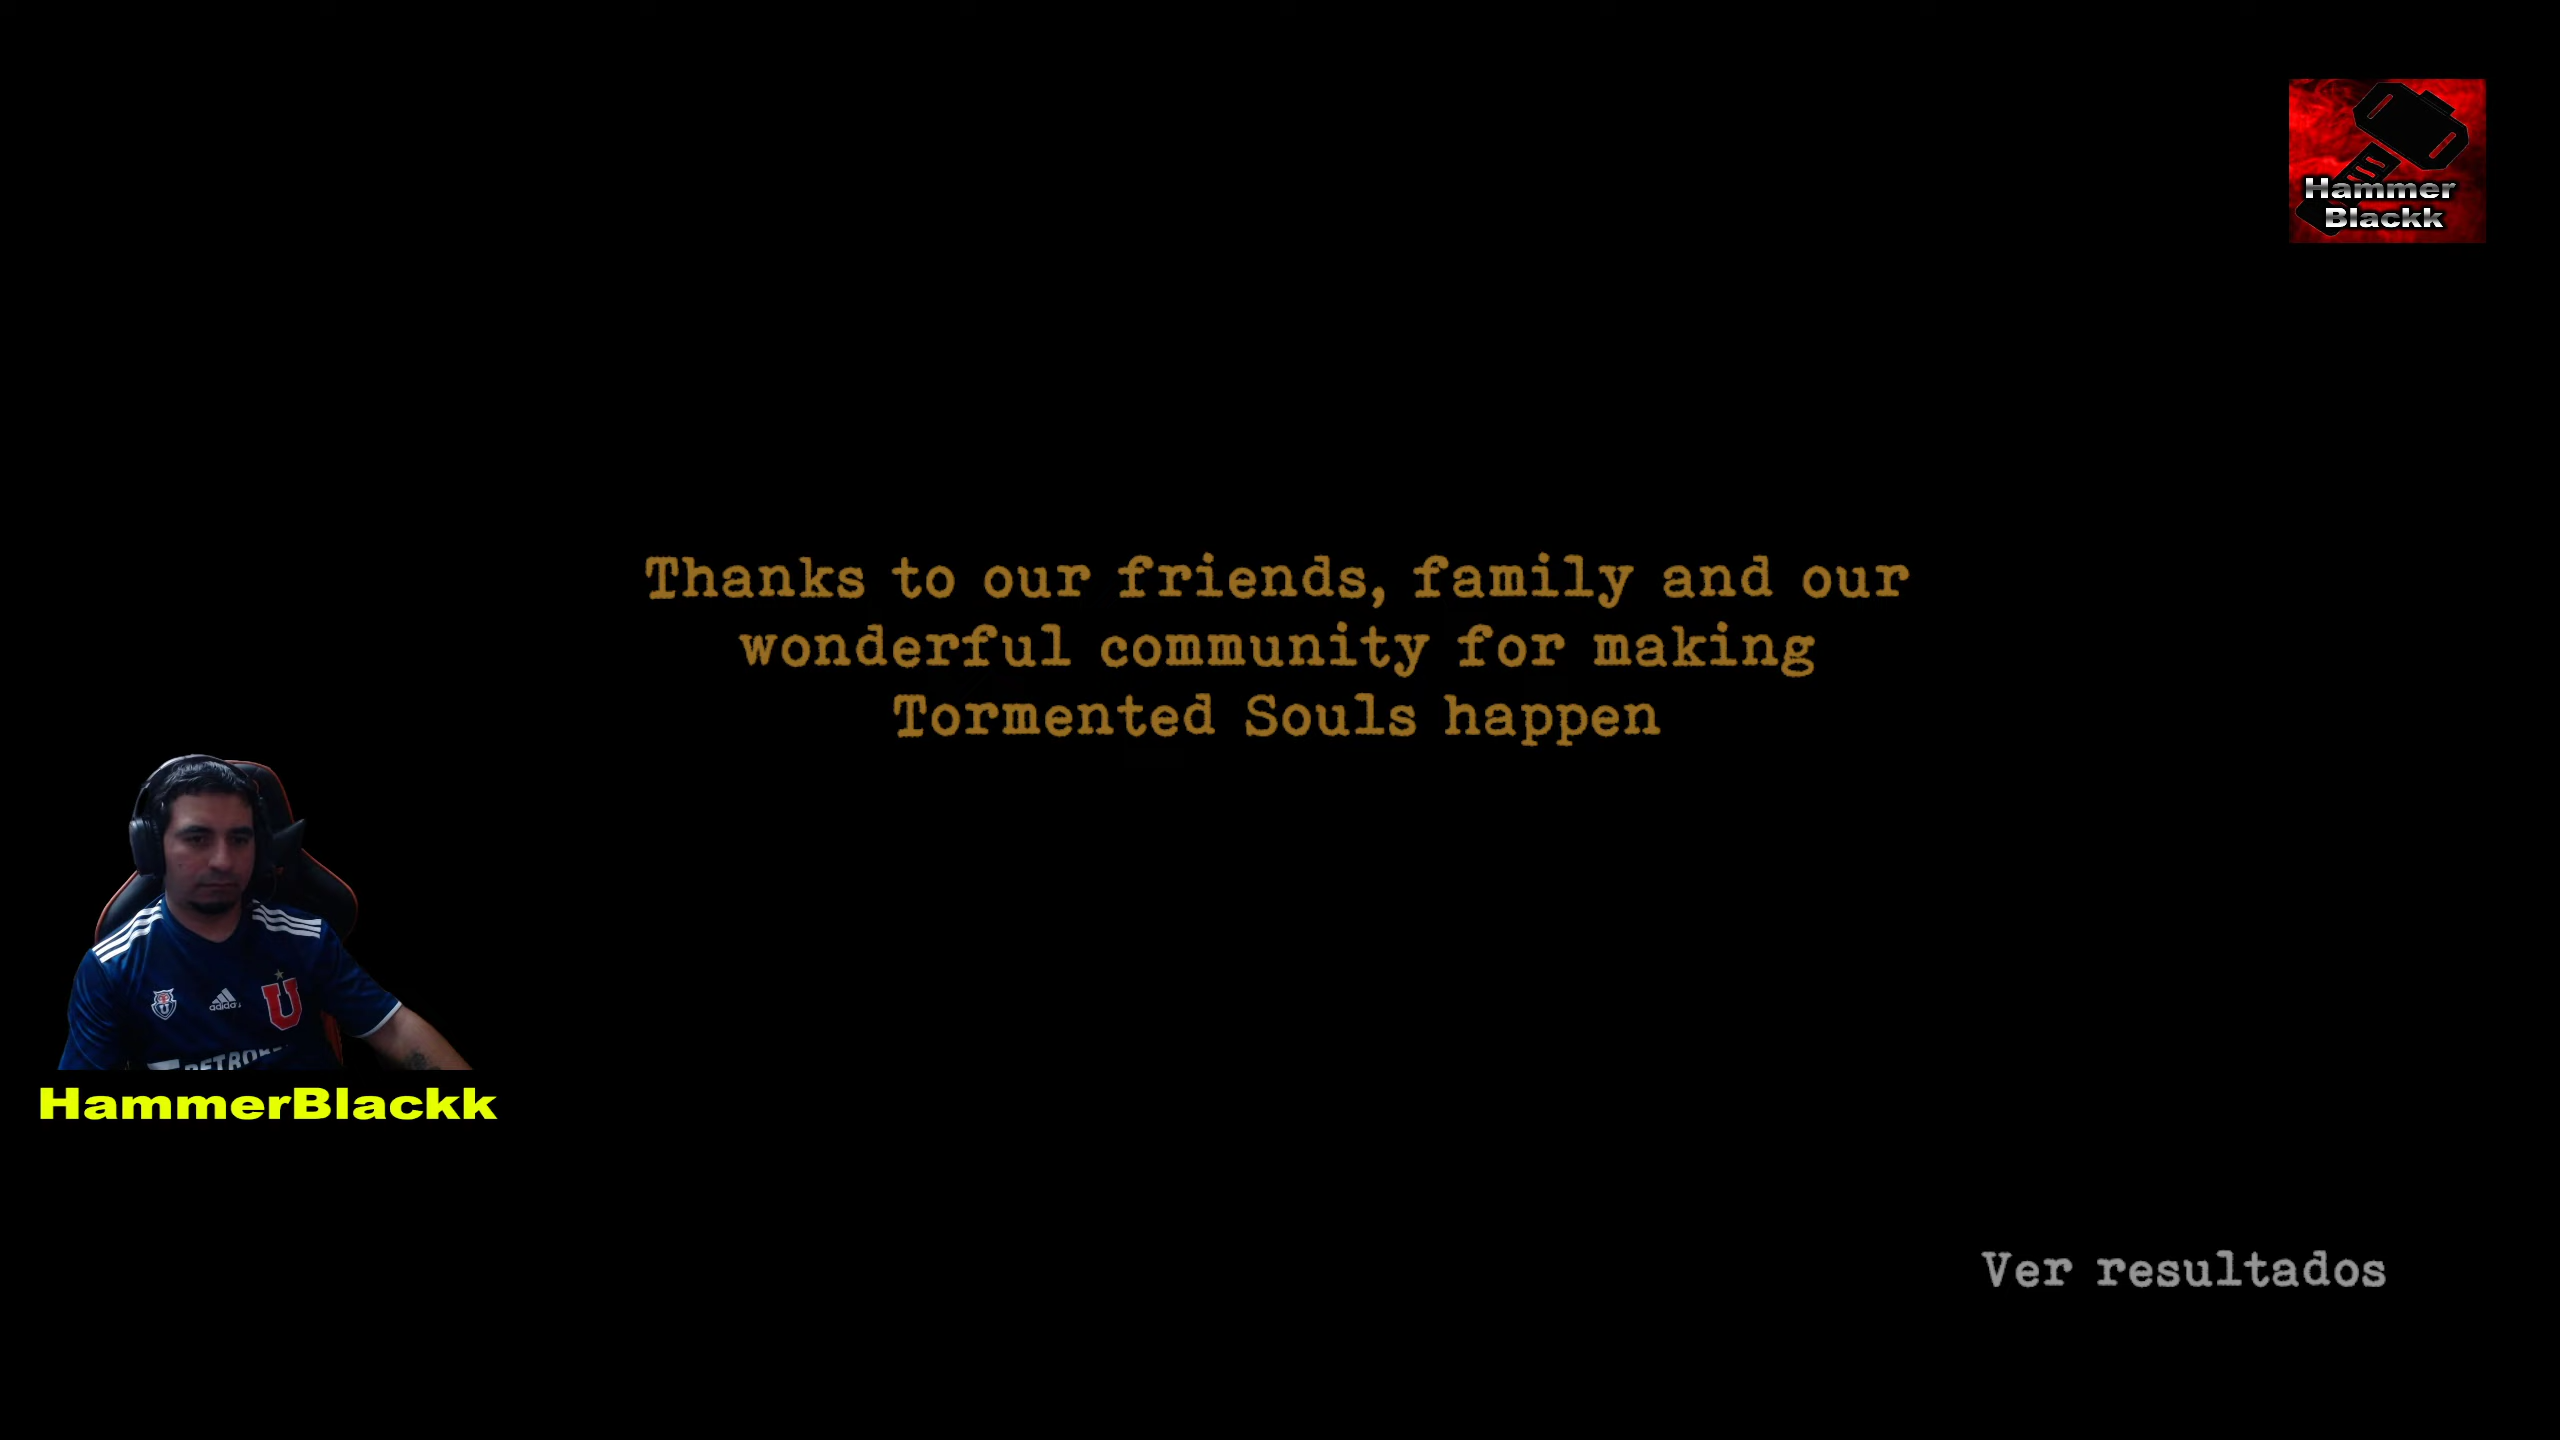 Hammer
Blackk
Thanks to our friends, family and our
wonderful community for making
Tormented Souls happen
adidas
U
HammerBlackk
Ver resultados